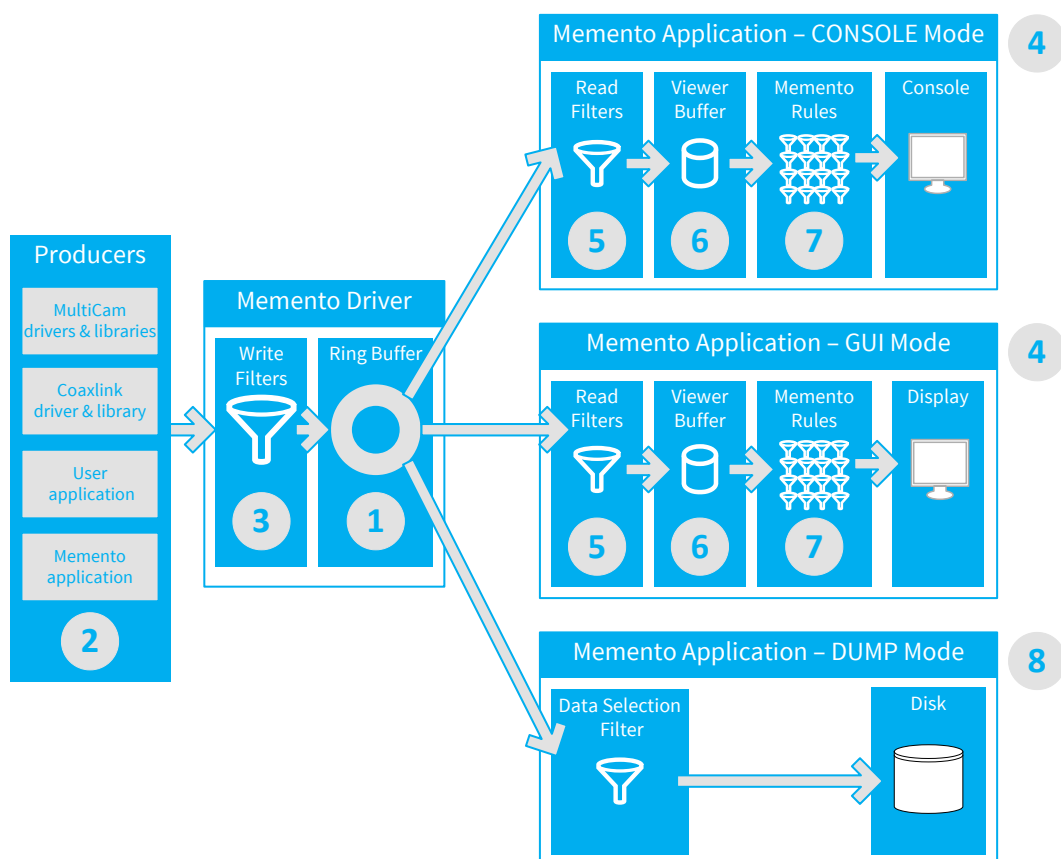 Producers
MultiCam
drivers & libraries
Coaxlink
driver & library
User
application
Memento
application
2
Memento Driver
Write
Filters
3
Ring Buffer
1
Memento Application – CONSOLE Mode
4
Read
Filters
5
Viewer
Buffer
6
Memento
Rules
7
Console
Memento Application – GUI Mode
4
Read
Filters
5
Viewer
Buffer
6
Memento
Rules
7
Display
Memento Application – DUMP Mode
8
Data Selection
Filter
Disk